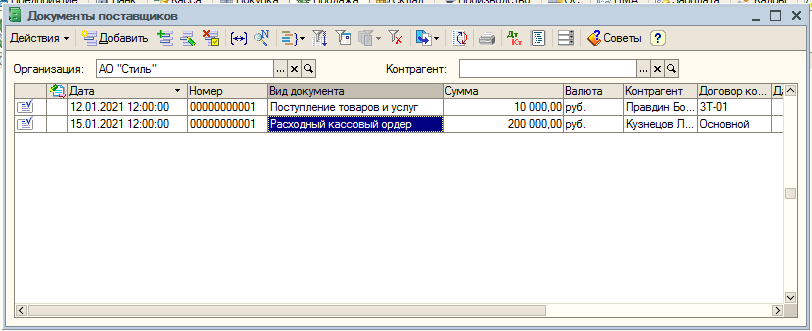 Документы поставщиков
Действия Добавить Советы
Организация: АО "Стиль" Контрагент:
Дата Номер Вид документа Сумма Валюта Контрагент Договор ко...
12.01.2021 12:00:00 00000000001 Поступление товаров и услуг 10 000,00 руб. Правдин Бо... ЗТ-01
15.01.2021 12:00:00 00000000001 Расходный кассовый ордер 200 000,00 руб. Кузнецов Л... Основной